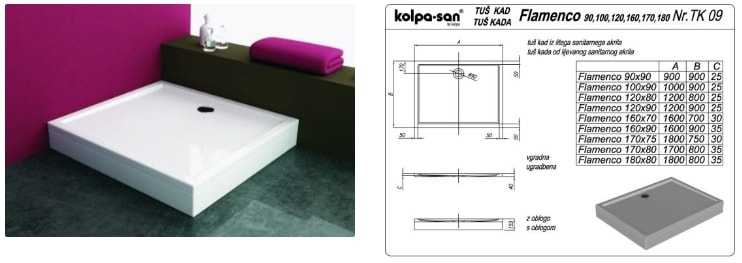 kolpa-san
by kolpa
TUŠ KAD
TUŠ KADA
Flamenco 90,100,120,160,170,180 Nr.TK 09
tuš kad iz litega sanitarnega akrila
tuš kada od lijevanog sanitarnog akrila
A
170
50
Ø90
B
50
50
A B C
Flamenco 90x90 900 900 25
Flamenco 100x90 1000 900 25
Flamenco 120x80 1200 800 25
Flamenco 120x90 1200 900 25
Flamenco 160x70 1600 700 30
Flamenco 160x90 1600 900 35
Flamenco 170x75 1800 750 30
Flamenco 170x80 1700 800 35
Flamenco 180x80 1800 800 35
vgradna
ugradbena
C
40
z oblogo
s oblogom
135